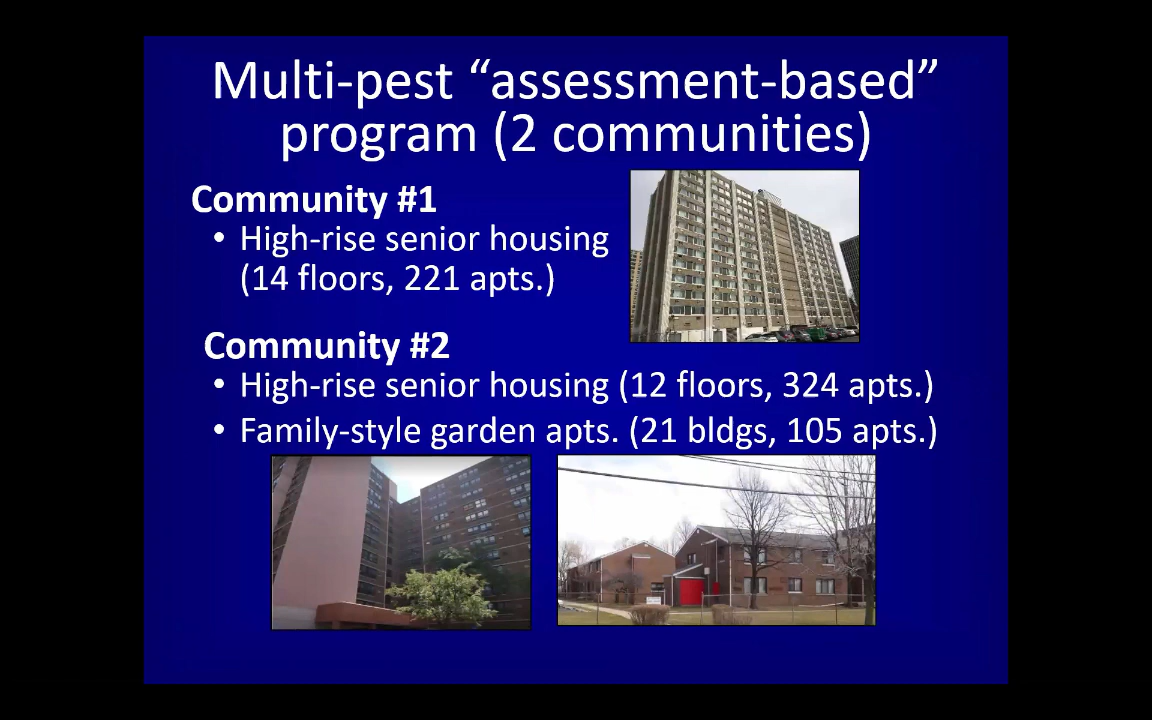 Multi-pest “assessment-based”
program (2 communities)
Community #1
• High-rise senior housing
(14 floors, 221 apts.)
Community #2
• High-rise senior housing (12 floors, 324 apts.)
• Family-style garden apts. (21 bldgs, 105 apts.)